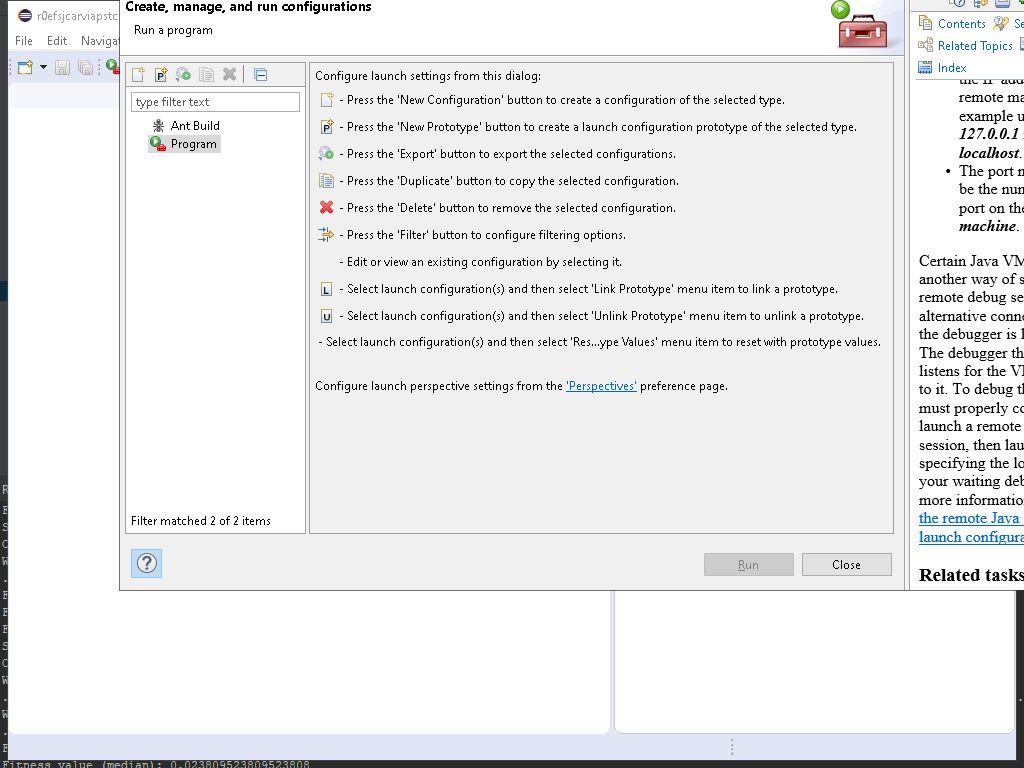 r0efsjcarviapstc
File Edit Naviga
Create, manage, and run configurations
Run a program
type filter text
Ant Build
Program
Filter matched 2 of 2 items
Configure launch settings from this dialog:
- Press the 'New Configuration' button to create a configuration of the selected type.
- Press the 'New Prototype' button to create a launch configuration prototype of the selected type.
- Press the 'Export' button to export the selected configurations.
- Press the 'Duplicate' button to copy the selected configuration.
- Press the 'Delete' button to remove the selected configuration.
- Press the 'Filter' button to configure filtering options.
- Edit or view an existing configuration by selecting it.
- Select launch configuration(s) and then select 'Link Prototype' menu item to link a prototype.
- Select launch configuration(s) and then select 'Unlink Prototype' menu item to unlink a prototype.
- Select launch configuration(s) and then select 'Res...ype Values' menu item to reset with prototype values.
Configure launch perspective settings from the 'Perspectives' preference page.
Run
Close
Contents Se
Related Topics
Index
remote ma
example u
127.0.0.1
localhost.
• The port n
be the num
port on the
machine.
Certain Java VM
another way of s
remote debug se
alternative conne
the debugger is l
The debugger th
listens for the VM
to it. To debug th
must properly co
launch a remote
session, then lau
specifying the lo
your waiting deb
more information
the remote Java
launch configura
Related tasks
Fitness value (median): 0.023809523809523808